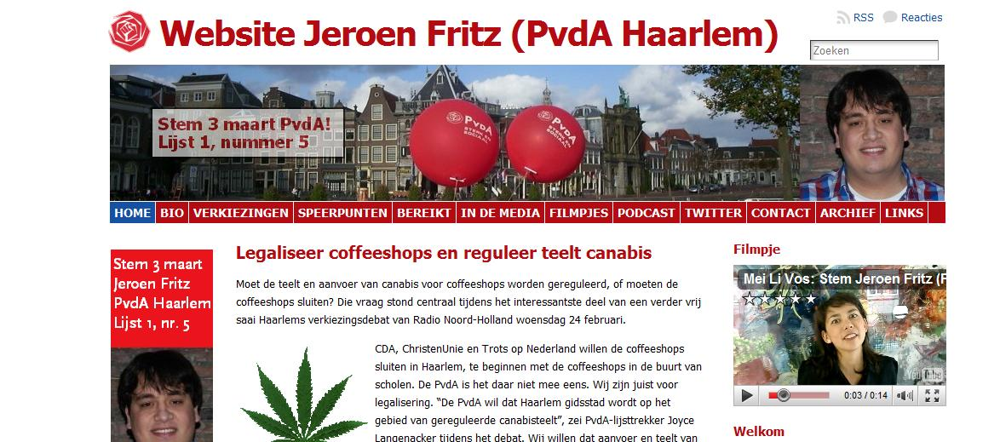 Website Jeroen Fritz (PvdA Haarlem)
RSS Reacties
Zoeken
Stem 3 maart PvdA!
Lijst 1, nummer 5
PvdA
STERK EN
SOCIAAL
PvdA
STERK EN
SOCIAAL
HOME BIO VERKIEZINGEN SPEERPUNTEN BEREIKT IN DE MEDIA FILMPJES PODCAST TWITTER CONTACT ARCHIEF LINKS
Stem 3 maart
Jeroen Fritz
PvdA Haarlem
Lijst 1, nr. 5
Legaliseer coffeeshops en reguleer teelt canabis
Moet de teelt en aanvoer van canabis voor coffeeshops worden gereguleerd, of moeten de
coffeeshops sluiten? Die vraag stond centraal tijdens het interessantste deel van een verder vrij
saai Haarlems verkiezingsdebat van Radio Noord-Holland woensdag 24 februari.
CDA, ChristenUnie en Trots op Nederland willen de coffeeshops
sluiten in Haarlem, te beginnen met de coffeeshops in de buurt van
scholen. De PvdA is het daar niet mee eens. Wij zijn juist voor
legalisering. “De PvdA wil dat Haarlem gidsstad wordt op het
gebied van gereguleerde canabisteelt”, zei PvdA-lijsttrekker Joyce
Langenacker tijdens het debat. Wij willen dat aanvoer en teelt van
Filmpje
Mei Li Vos: Stem Jeroen Fritz (P
YouTube
0:03 / 0:14
Welkom